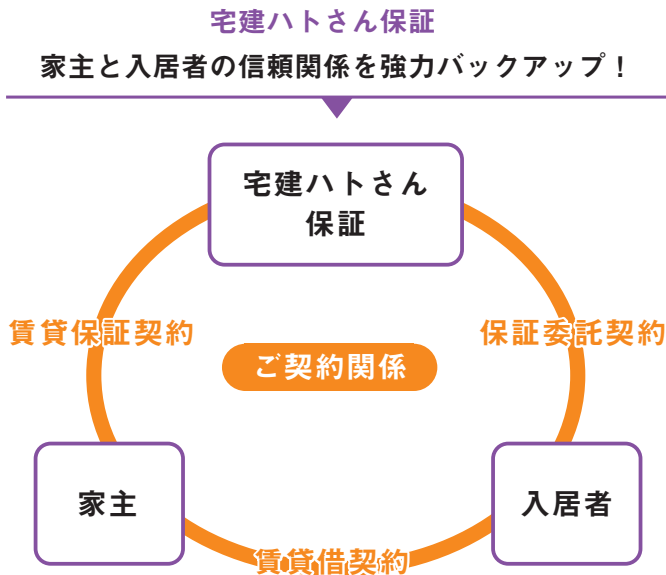 宅建ハトさん保証
家主と入居者の信頼関係を強力バックアップ！
宅建ハトさん
保証
賃貸保証契約
保証委託契約
ご契約関係
家主
入居者
賃貸借契約